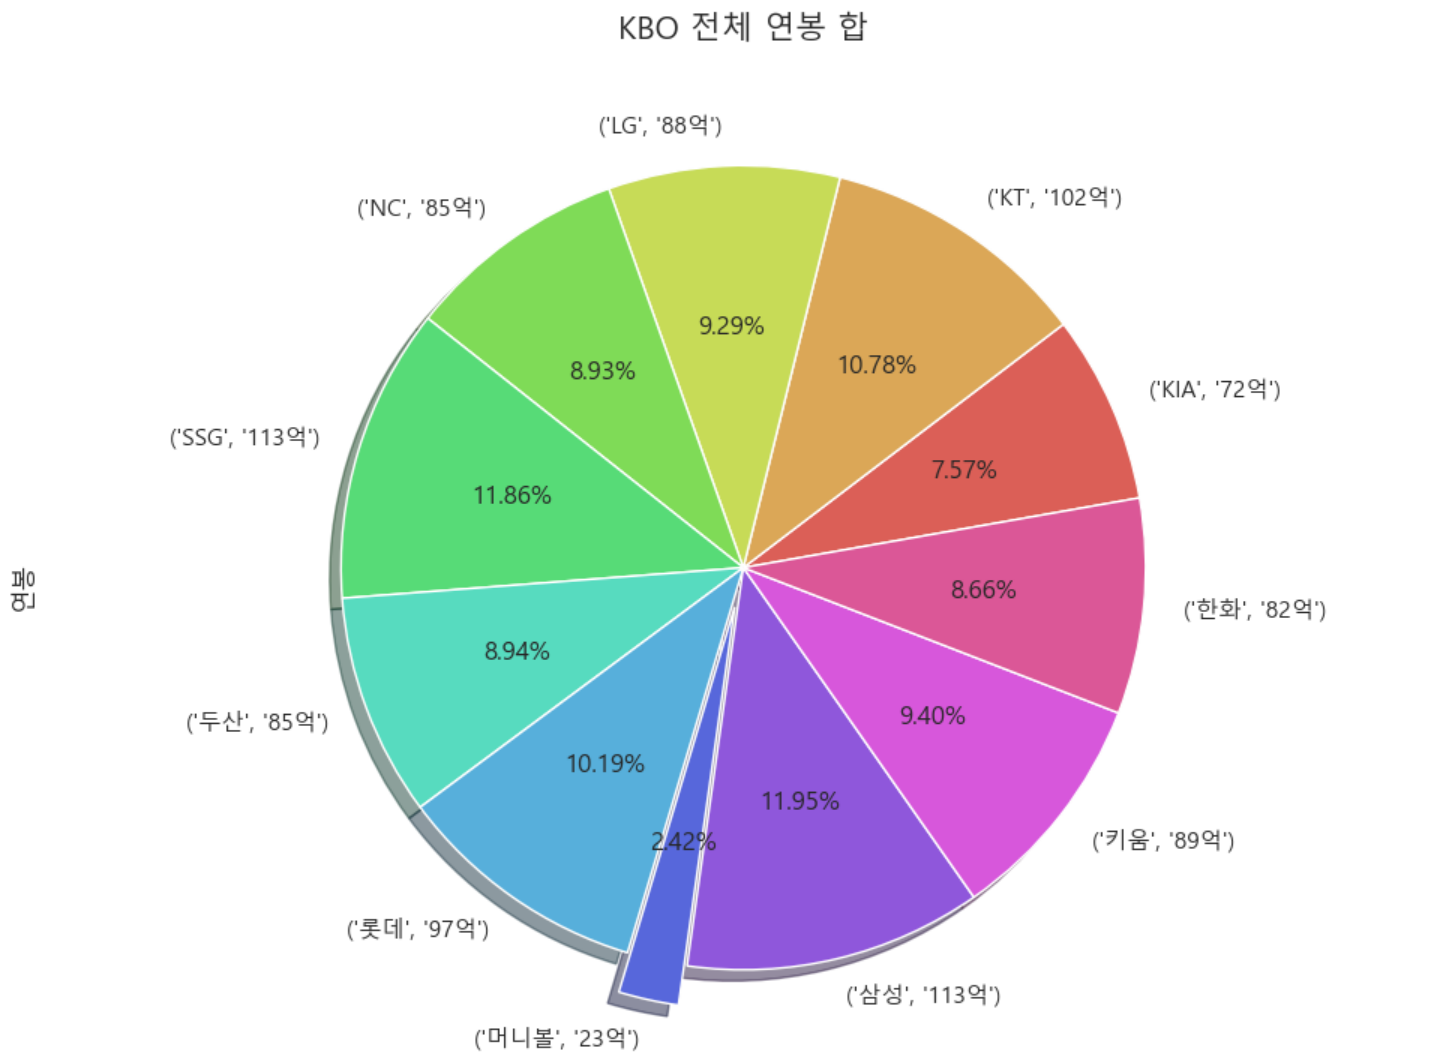 KBO 전체 연봉 합
('LG', '88억')
('KT', '102억')
('NC', '85억')
9.29%
10.78%
8.93%
('KIA', '72억')
('SSG', '113억')
7.57%
11.86%
연봉
8.66%
('한화', '82억')
8.94%
9.40%
('두산', '85억')
10.19%
11.95%
2.42%
('키움', '89억')
('롯데', '97억')
('삼성', '113억')
('머니볼', '23억')